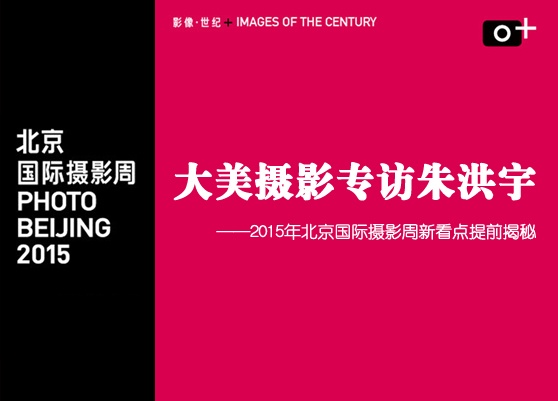 影像·世纪+ IMAGES OF THE CENTURY
北京
国际摄影周
PHOTO
BEIJING
2015
大美摄影专访朱洪宇
——2015年北京国际摄影周新看点提前揭秘